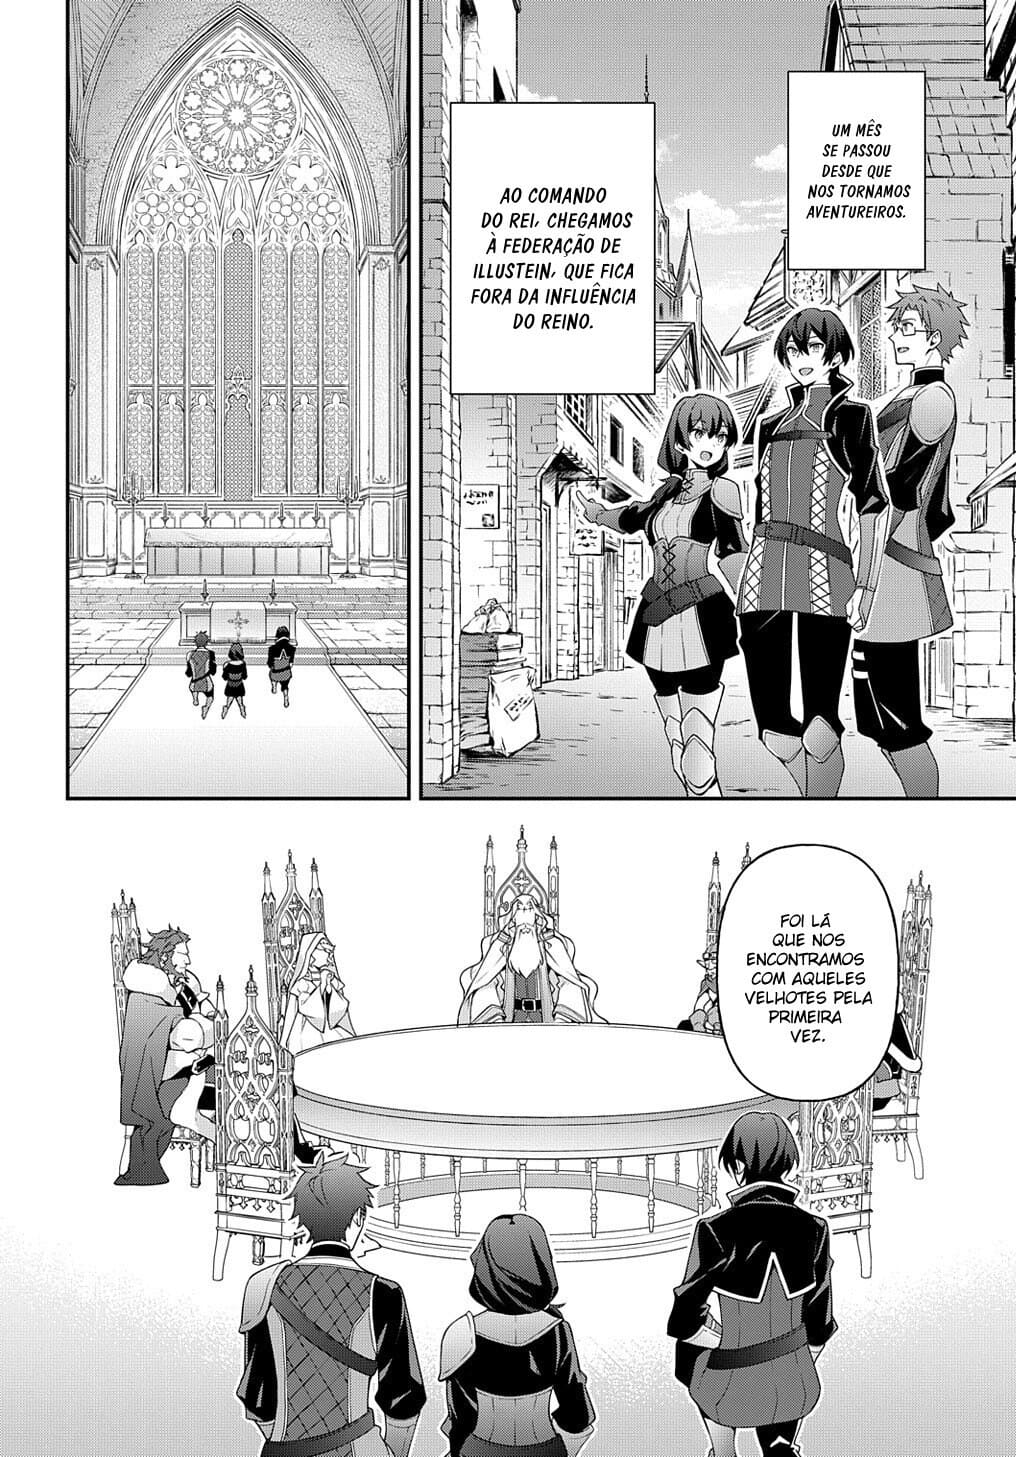 UM MÊS
SE PASSOU
DESDE QUE
NOS TORNAMOS
AVENTUREIROS.
AO COMANDO
DO REI, CHEGAMOS
À FEDERAÇÃO DE
ILLUSTEIN, QUE FICA
FORA DA INFLUÊNCIA
DO REINO.
FOI LÁ
QUE NOS
ENCONTRAMOS
COM AQUELES
VELHOTES PELA
PRIMEIRA
VEZ.